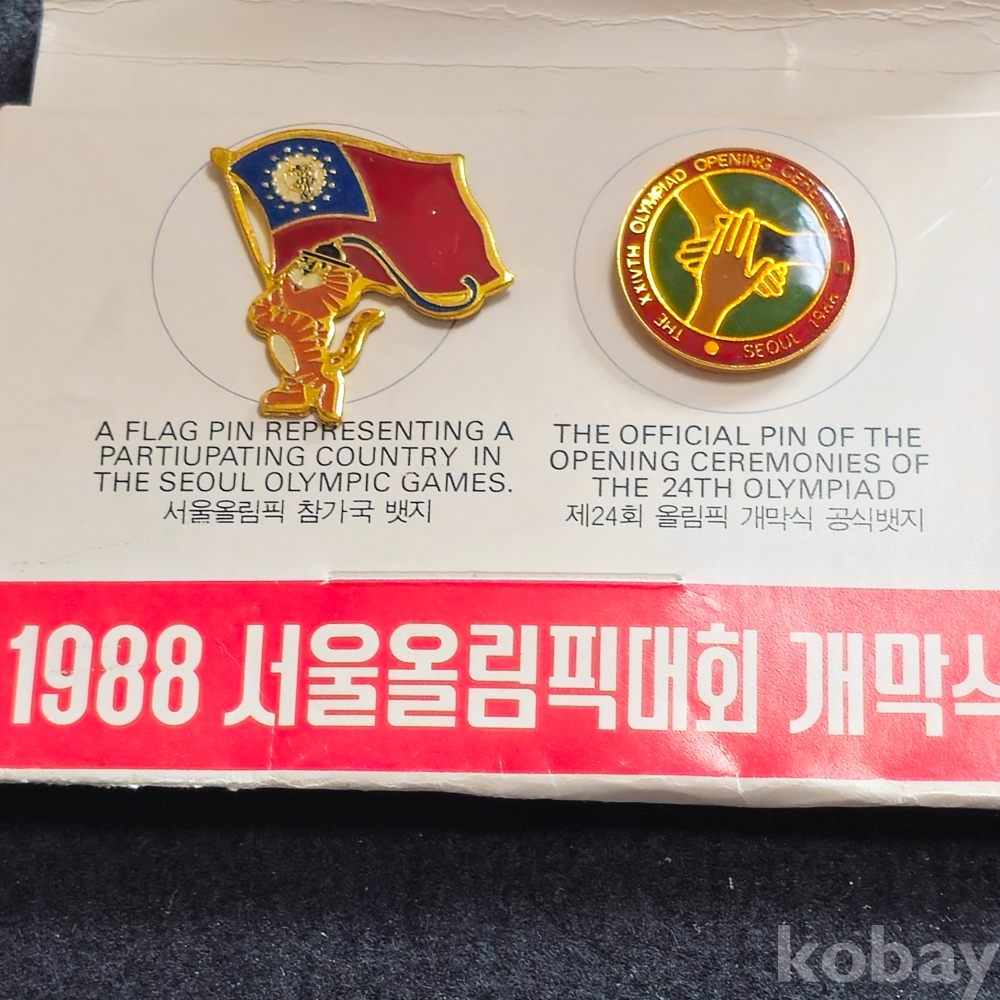 THE XXIVTH OLYMPIAD OPENING CEREMONY
SEOUL 1988
A FLAG PIN REPRESENTING A
PARTIUPATING COUNTRY IN
THE SEOUL OLYMPIC GAMES.
서울올림픽 참가국 뱃지
THE OFFICIAL PIN OF THE
OPENING CEREMONIES OF
THE 24TH OLYMPIAD
제24회 올림픽 개막식 공식뱃지
1988 서울올림픽대회 개막식
kobay